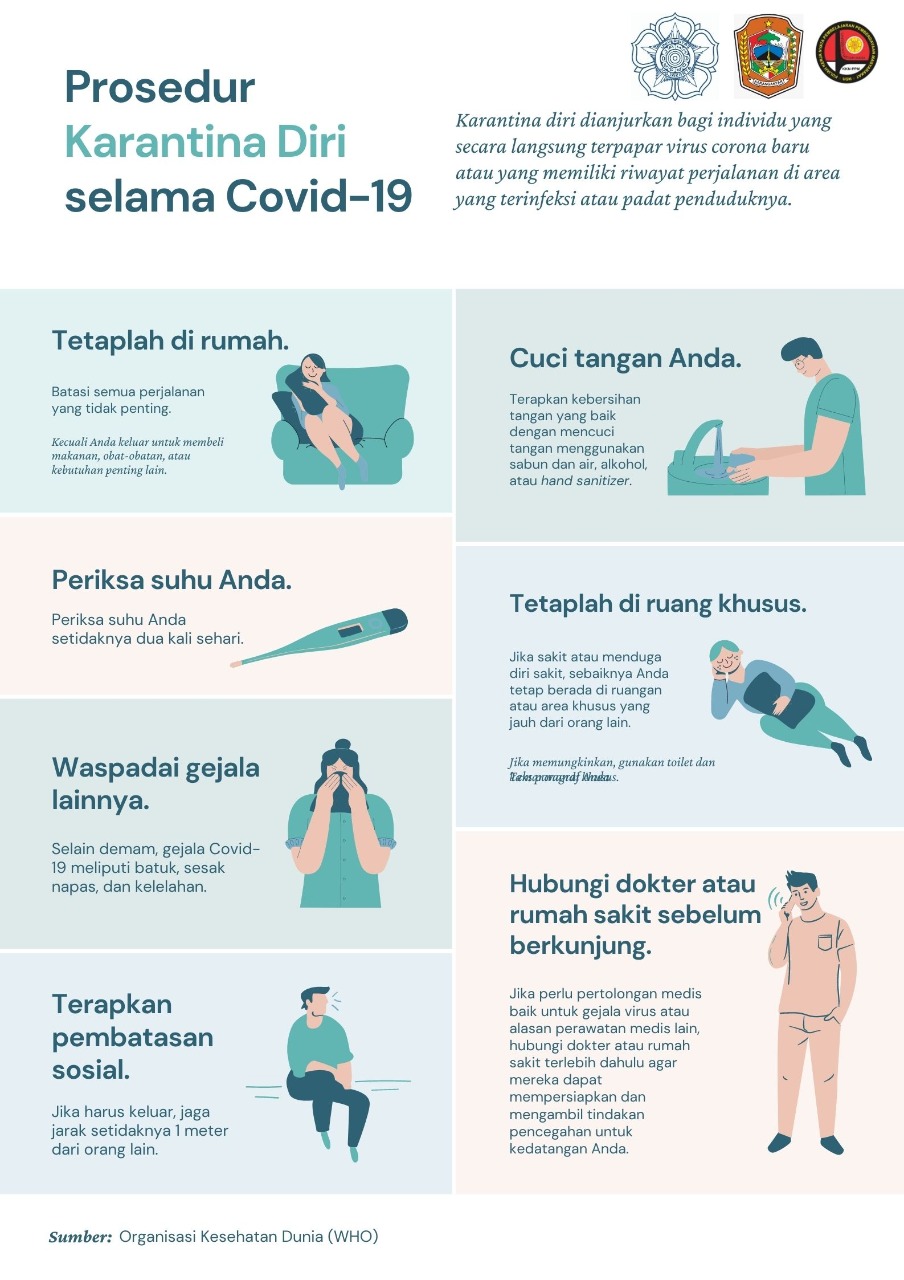 Prosedur
Karantina Diri
selama Covid-19
Karantina diri dianjurkan bagi individu yang
secara langsung terpapar virus corona baru
atau yang memiliki riwayat perjalanan di area
yang terinfeksi atau padat penduduknya.
Tetaplah di rumah.
Batasi semua perjalanan
yang tidak penting.
Kecuali Anda keluar untuk membeli
makanan, obat-obatan, atau
kebutuhan penting lain.
Periksa suhu Anda.
Periksa suhu Anda
setidaknya dua kali sehari.
Waspadai gejala
lainnya.
Selain demam, gejala Covid-
19 meliputi batuk, sesak
napas, dan kelelahan.
Terapkan
pembatasan
sosial.
Jika harus keluar, jaga
jarak setidaknya 1 meter
dari orang lain.
Cuci tangan Anda.
Terapkan kebersihan
tangan yang baik
dengan mencuci
tangan menggunakan
sabun dan air, alkohol,
atau hand sanitizer.
Tetaplah di ruang khusus.
Jika sakit atau menduga
diri sakit, sebaiknya Anda
tetap berada di ruangan
atau area khusus yang
jauh dari orang lain.
Jika memungkinkan, gunakan toilet dan
Hubungi dokter atau
rumah sakit sebelum
berkunjung.
Jika perlu pertolongan medis
baik untuk gejala virus atau
alasan perawatan medis lain,
hubungi dokter atau rumah
sakit terlebih dahulu agar
mereka dapat
mempersiapkan dan
mengambil tindakan
pencegahan untuk
kedatangan Anda.
Sumber: Organisasi Kesehatan Dunia (WHO)